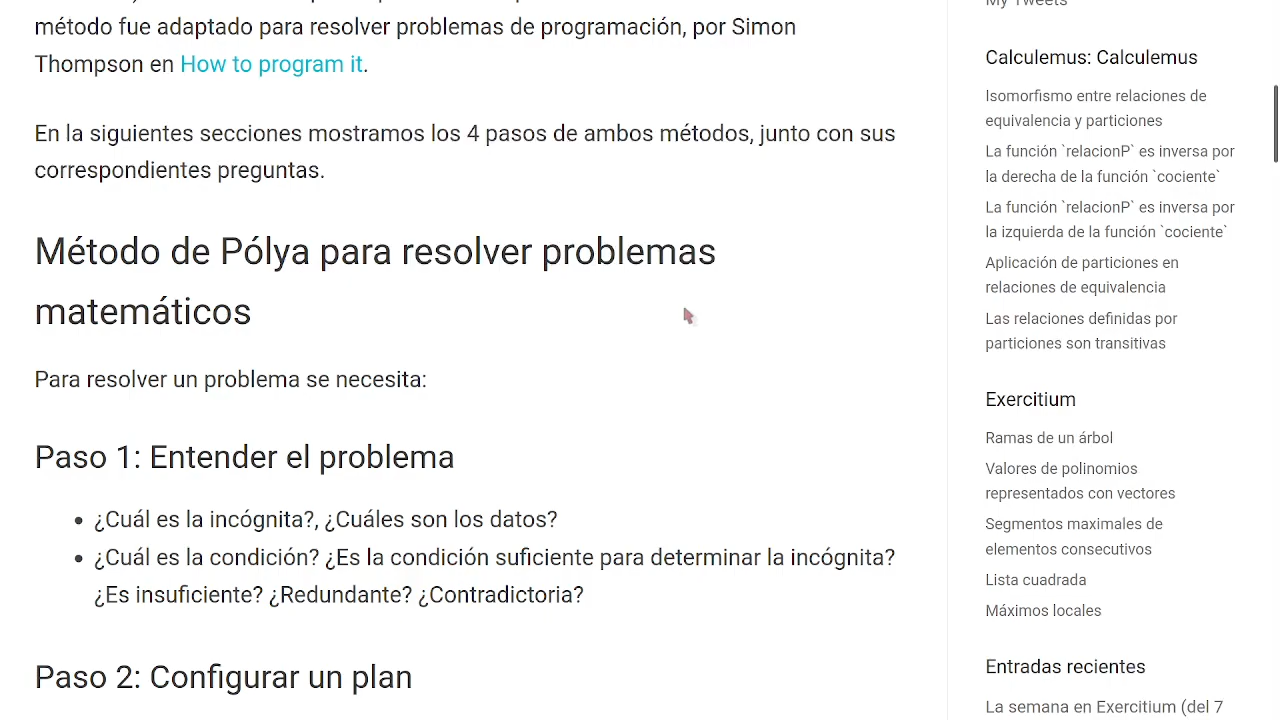 método fue adaptado para resolver problemas de programación, por Simon
Thompson en How to program it.
En la siguientes secciones mostramos los 4 pasos de ambos métodos, junto con sus
correspondientes preguntas.
Método de Pólya para resolver problemas
matemáticos
Para resolver un problema se necesita:
Paso 1: Entender el problema
• ¿Cuál es la incógnita?, ¿Cuáles son los datos?
• ¿Cuál es la condición? ¿Es la condición suficiente para determinar la incógnita?
¿Es insuficiente? ¿Redundante? ¿Contradictoria?
Paso 2: Configurar un plan
My Tweets
Calculemus: Calculemus
Isomorfismo entre relaciones de
equivalencia y particiones
La función `relacionP` es inversa por
la derecha de la función `cociente`
La función `relacionP` es inversa por
la izquierda de la función `cociente`
Aplicación de particiones en
relaciones de equivalencia
Las relaciones definidas por
particiones son transitivas
Exercitium
Ramas de un árbol
Valores de polinomios
representados con vectores
Segmentos maximales de
elementos consecutivos
Lista cuadrada
Máximos locales
Entradas recientes
La semana en Exercitium (del 7